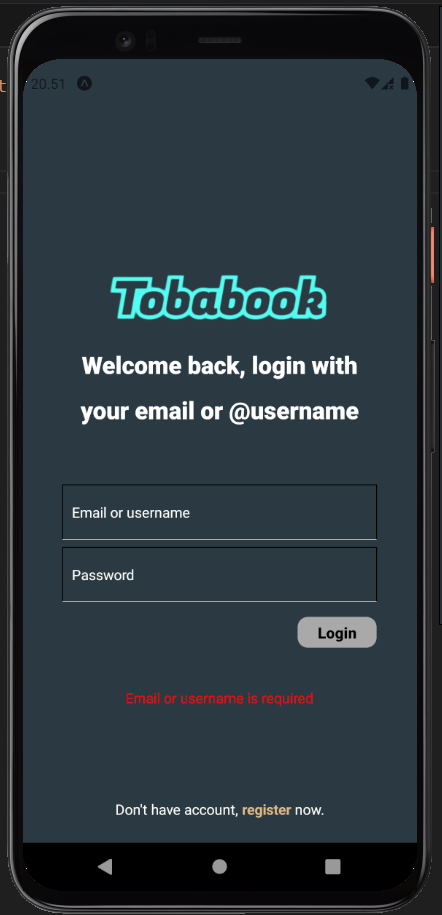 t
20.51
Tobabook
Welcome back, login with
your email or @username
Email or username
Password
Login
Email or username is required
Don't have account, register now.